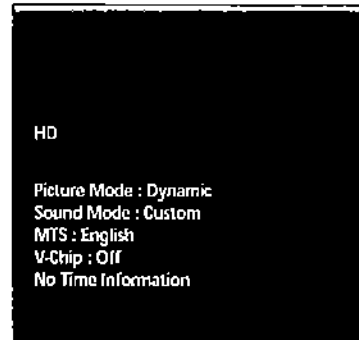 HD
Picture Mode : Dynamic
Sound Mode : Custom
MTS : English
V-Chip : Off
No Time Information